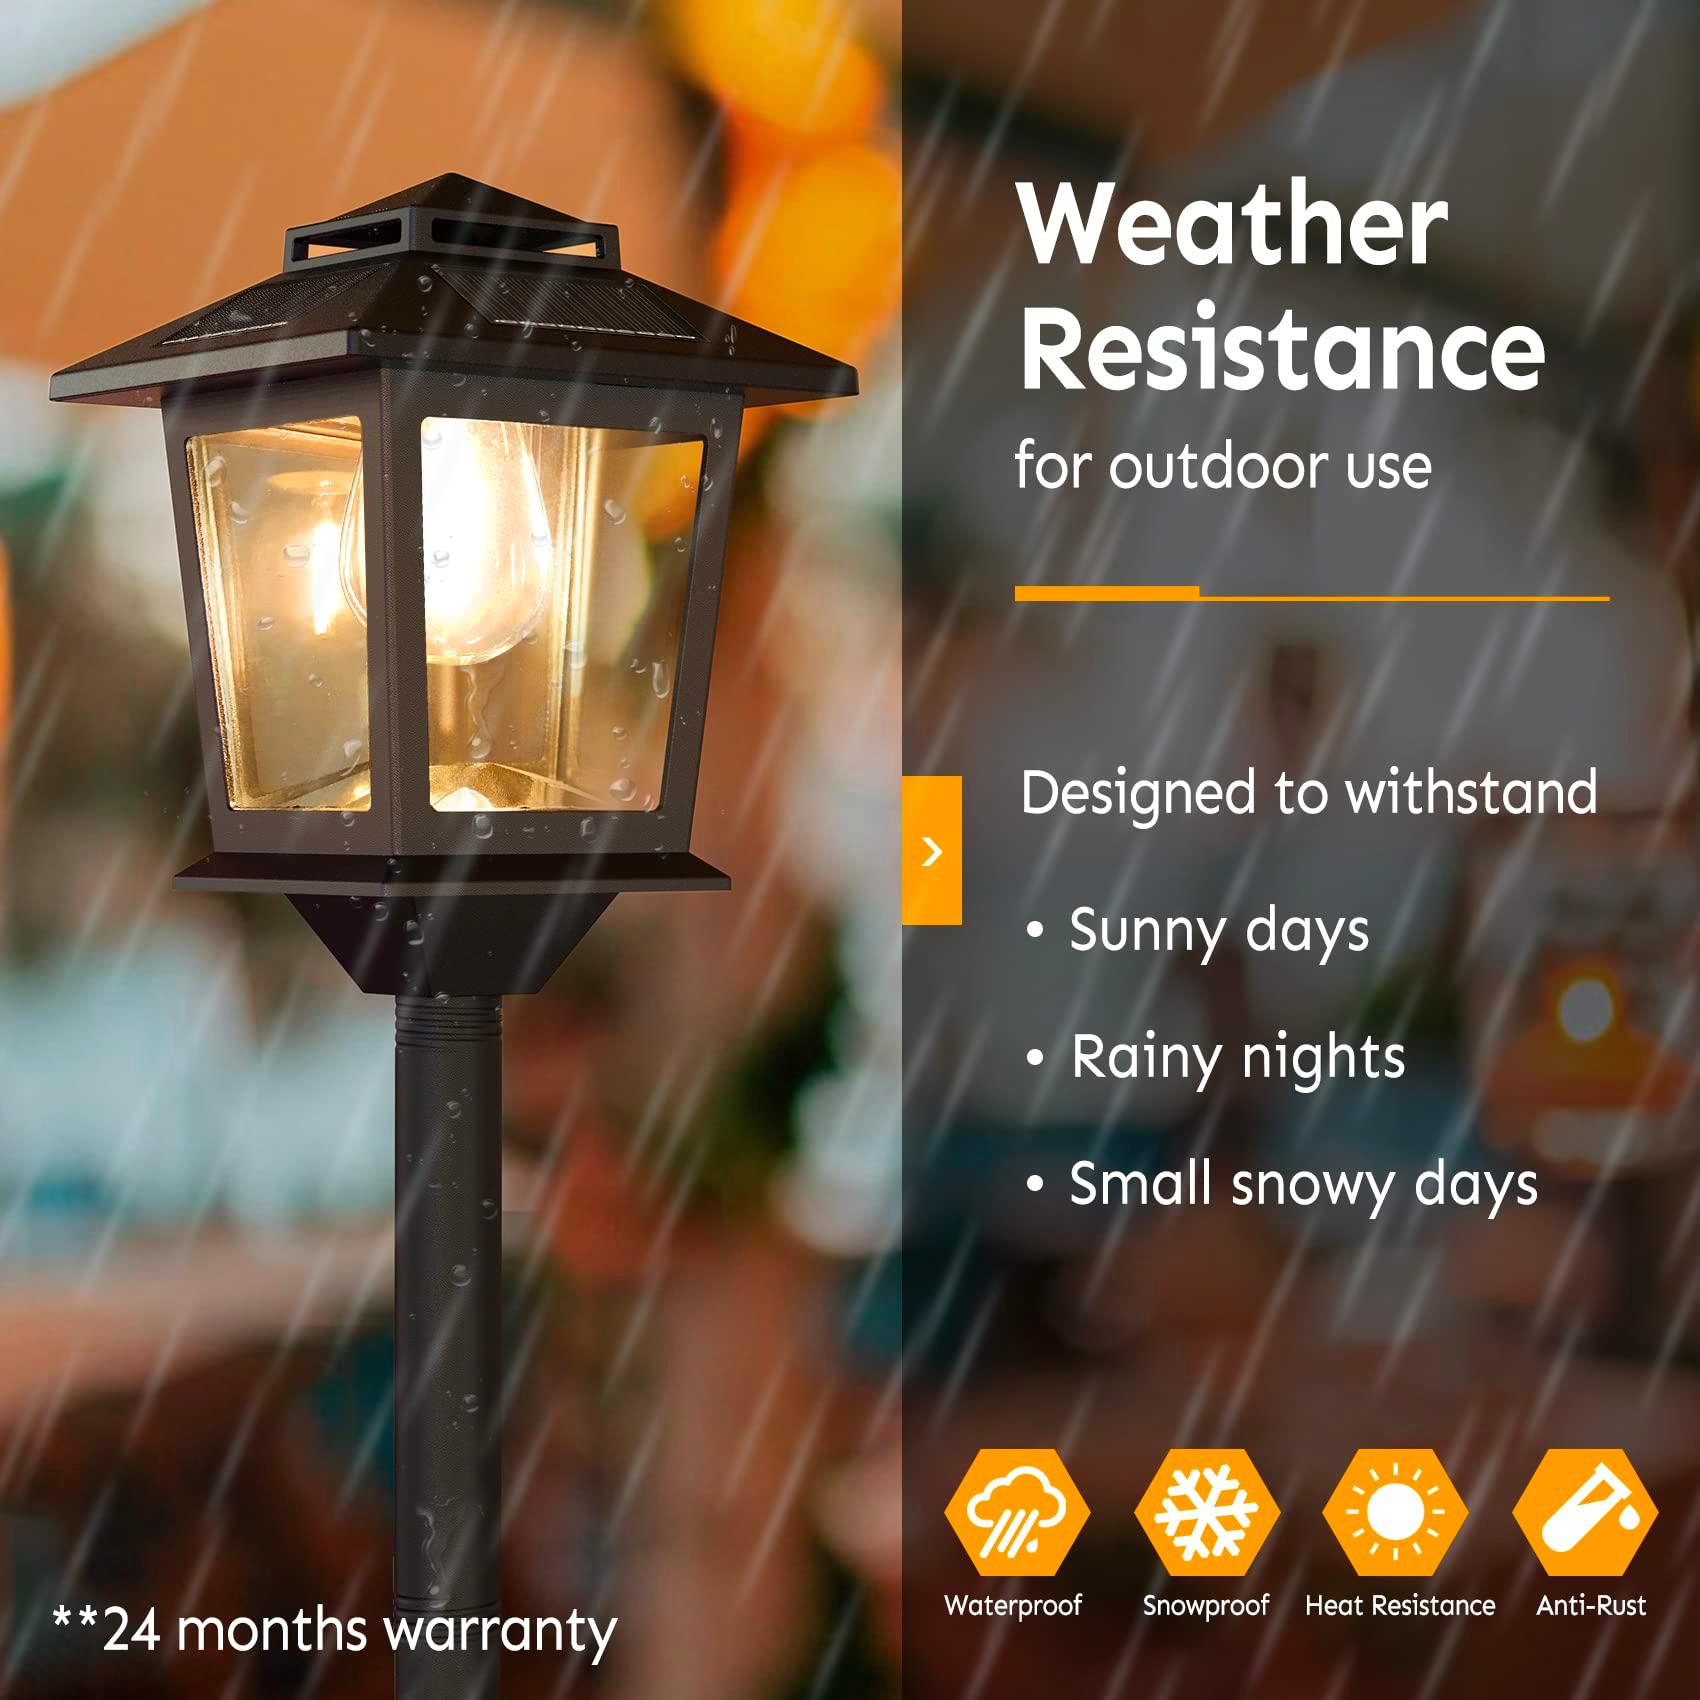 Weather
Resistance
for outdoor use
Designed to withstand
• Sunny days
• Rainy nights
• Small snowy days
Waterproof
Snowproof
Heat Resistance
Anti-Rust
**24 months warranty